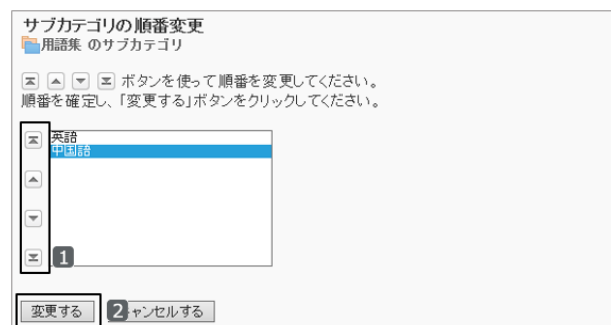 サブカテゴリの順番変更
用語集 のサブカテゴリ
ボタンを使って順番を変更してください。
順番を確定し、「変更する」ボタンをクリックしてください。
英語
中国語
1
変更する 2 ャンセルする